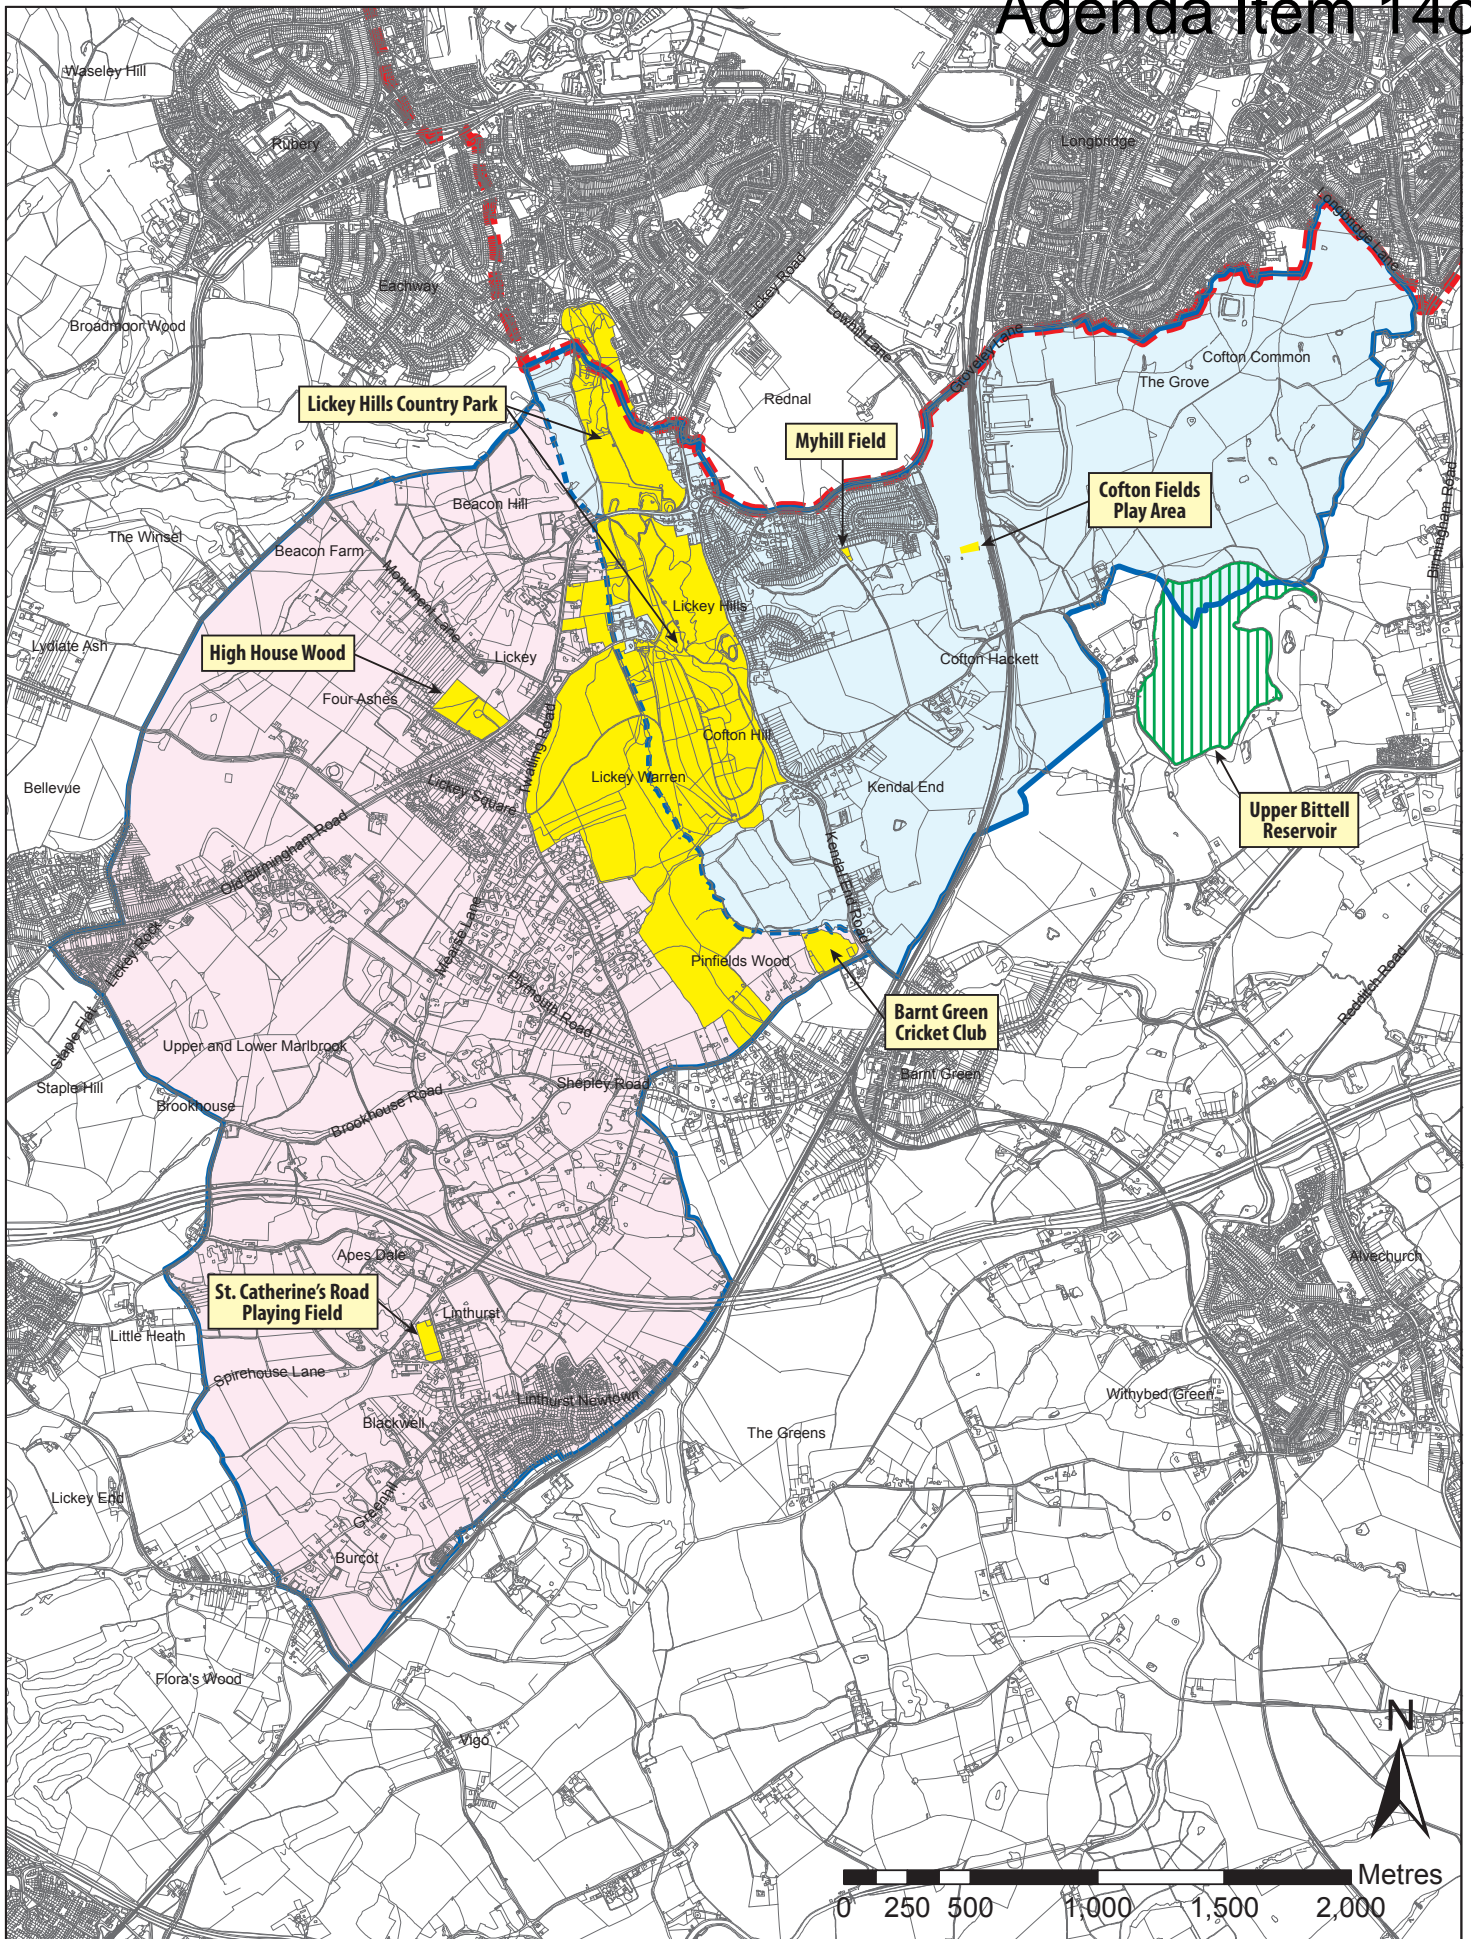 Agenda Item 14c
Waseley Hill
Rubery
Longbridge
Longbridge Lane
Eachway
Lickey Road
Broadmoor Wood
Lowhill Lane
Groveley Lane
Cofton Common
The Grove
Lickey Hills Country Park
Rednal
Myhill Field
Cofton Fields
Play Area
Birmingham Road
Beacon Hill
The Winsel
Beacon Farm
Monument Lane
Lickey Hills
Lydiate Ash
High House Wood
Lickey
Cofton Hackett
Four Ashes
Twatling Road
Cofton Hill
Lickey Warren
Lickey Square
Bellevue
Kendal End
Upper Bittell
Reservoir
Old Birmingham Road
Kendal End Road
Mearse Lane
Lickey Rock
Pinfields Wood
Plymouth Road
Redditch Road
Barnt Green
Cricket Club
Staple Flat
Upper and Lower Marlbrook
Barnt Green
Staple Hill
Shepley Road
Brookhouse
Brookhouse Road
Apes Dale
Alvechurch
St. Catherine's Road
Playing Field
Linthurst
Little Heath
Spirehouse Lane
Linthurst Newtown
Withybed Green
Blackwell
The Greens
Lickey End
Greenhill
Burcot
Flora's Wood
Vigo
N
Metres
0 250 500 1,000 1,500 2,000